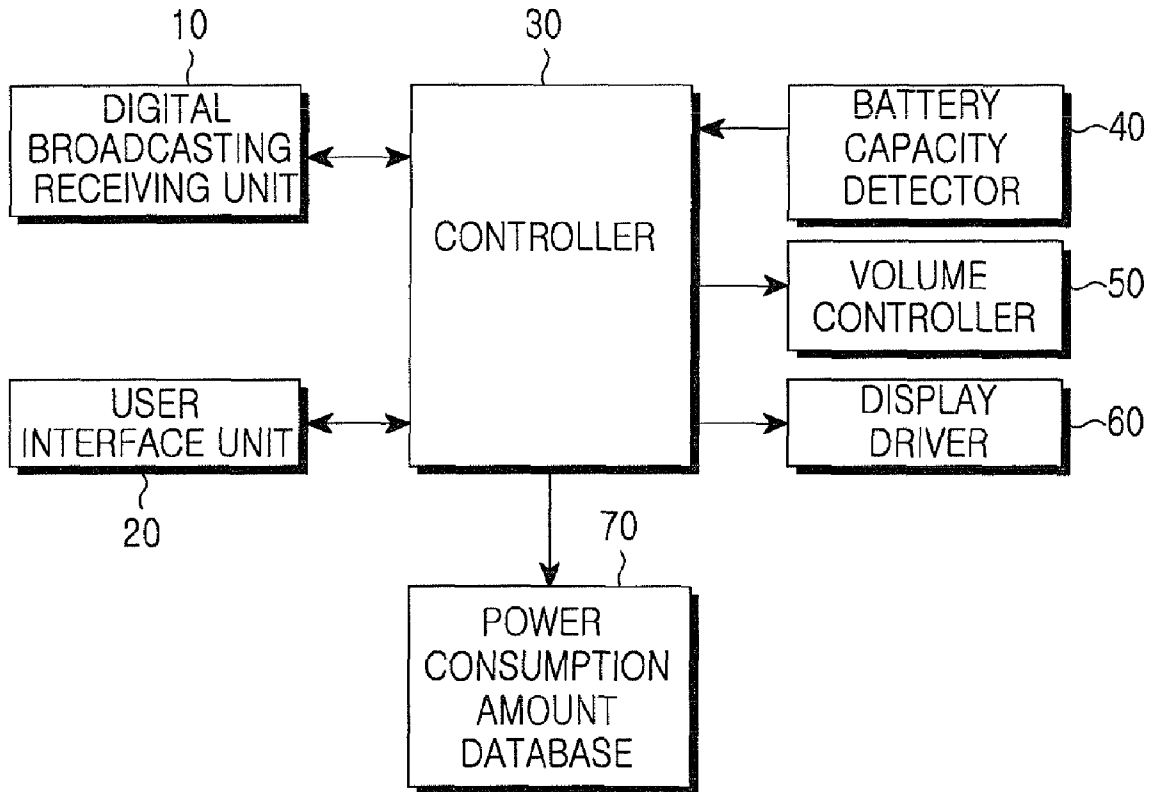 10
DIGITAL
BROADCASTING
RECEIVING UNIT
30
CONTROLLER
BATTERY
CAPACITY
DETECTOR
40
VOLUME
CONTROLLER
50
USER
INTERFACE UNIT
20
DISPLAY
DRIVER
60
70
POWER
CONSUMPTION
AMOUNT
DATABASE